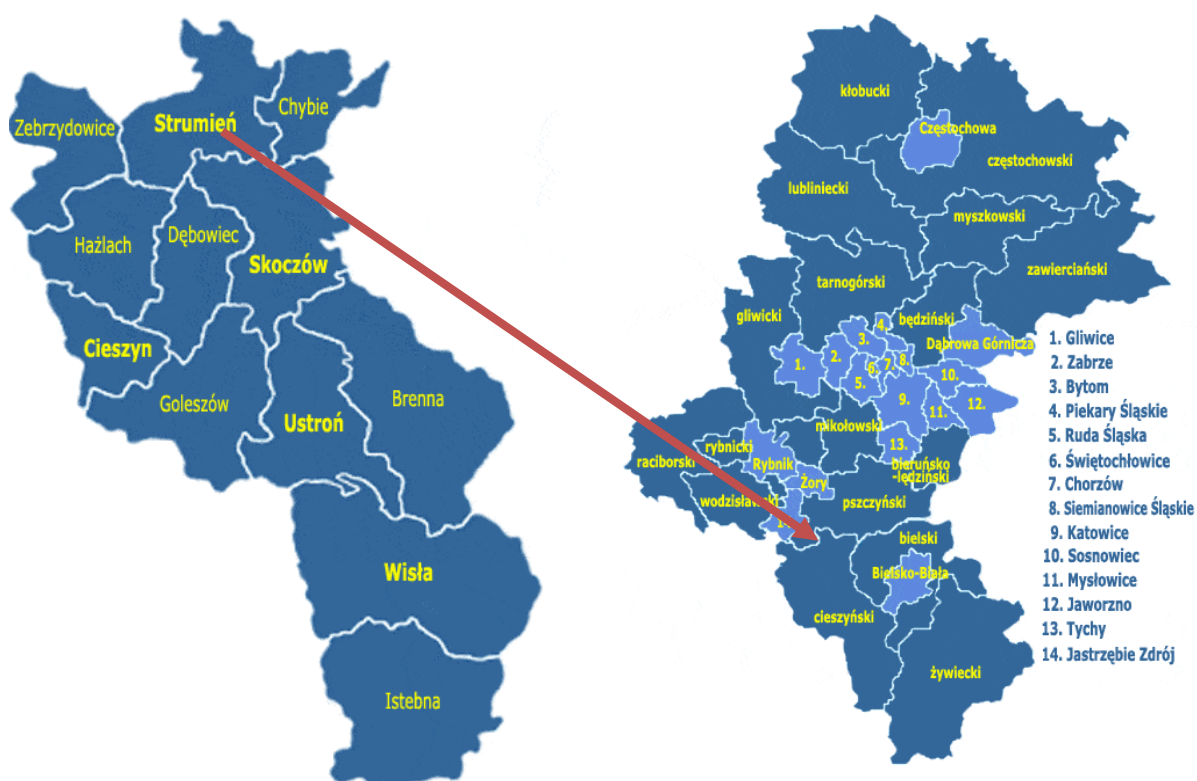 Chybie
Zebrzydowice
Strumień
Hażlach
Dębowiec
Skoczów
Cieszyn
Goleszów
Ustroń
Brenna
Wisła
Istebna
kłobucki
Częstochowa
częstochowski
lubliniecki
myszkowski
zawierciański
tarnogórski
gliwicki
będziński
Dąbrowa Górnicza
1.
2.
3.
4.
5.
6.
7.
8.
9.
10.
11.
12.
mikołowski
13.
rybnicki
Rybnik
raciborski
Żory
wodzisławski
pszczyński
Bieruńsko
-lędziński
14.
bielski
Bielsko-Biała
cieszyński
żywiecki
1. Gliwice
2. Zabrze
3. Bytom
4. Piekary Śląskie
5. Ruda Śląska
6. Świętochłowice
7. Chorzów
8. Siemianowice Śląskie
9. Katowice
10. Sosnowiec
11. Mysłowice
12. Jaworzno
13. Tychy
14. Jastrzębie Zdrój